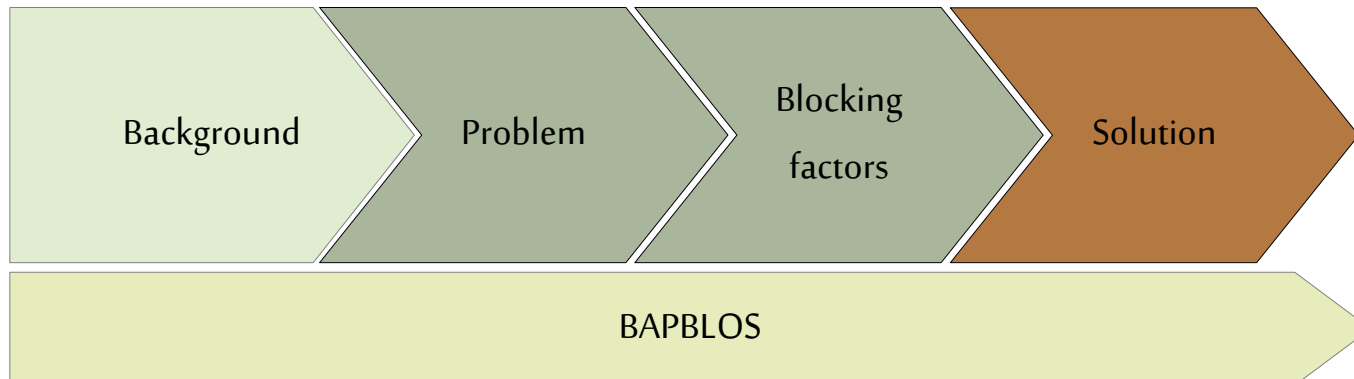 Background
Problem
Blocking
factors
Solution
BAPBLOS